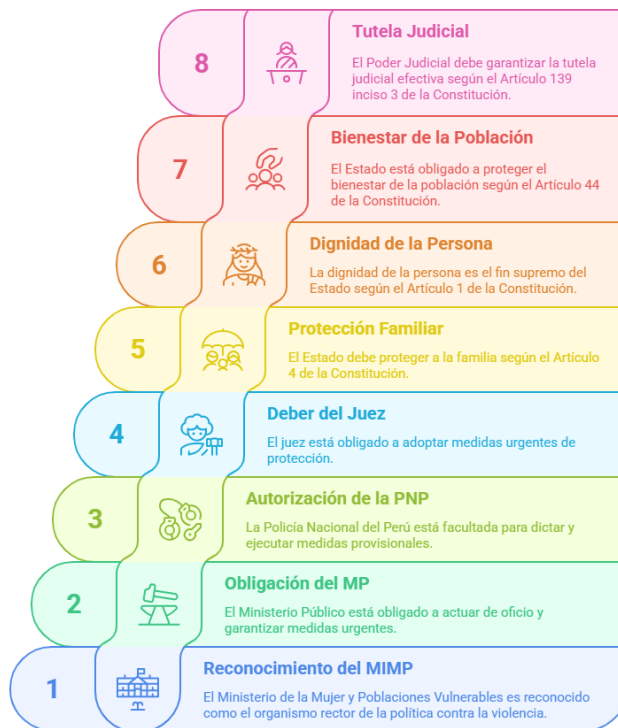 8
Tutela Judicial
El Poder Judicial debe garantizar la tutela
judicial efectiva según el Artículo 139
inciso 3 de la Constitución.
7
Bienestar de la Población
El Estado está obligado a proteger el
bienestar de la población según el Artículo 44
de la Constitución.
6
Dignidad de la Persona
La dignidad de la persona es el fin supremo del
Estado según el Artículo 1 de la Constitución.
5
Protección Familiar
El Estado debe proteger a la familia según el Artículo
4 de la Constitución.
4
Deber del Juez
El juez está obligado a adoptar medidas urgentes de
protección.
3
Autorización de la PNP
La Policía Nacional del Perú está facultada para dictar y
ejecutar medidas provisionales.
2
Obligación del MP
El Ministerio Público está obligado a actuar de oficio y
garantizar medidas urgentes.
1
Reconocimiento del MIMP
El Ministerio de la Mujer y Poblaciones Vulnerables es reconocido
como el organismo rector de la política contra la violencia.